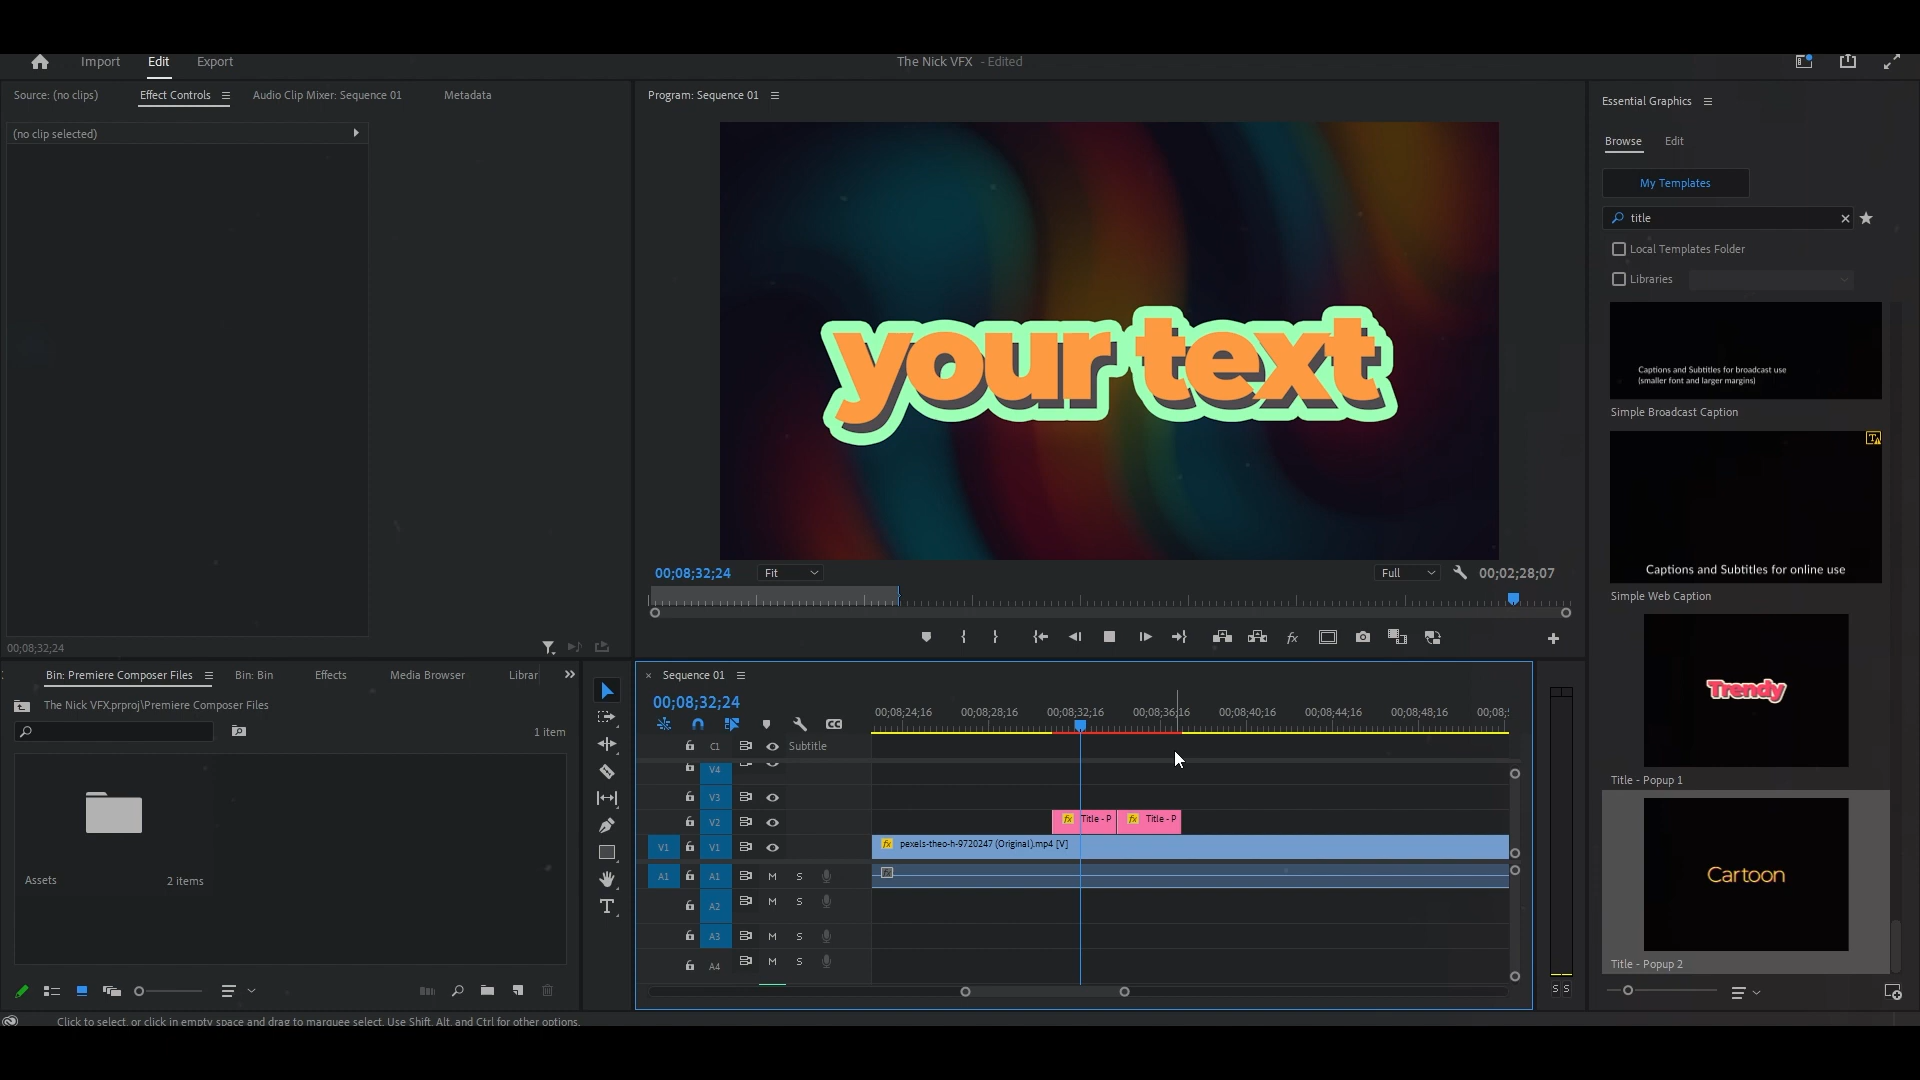 Import Edit Export
The Nick VFX - Edited
Source: (no clips) Effect Controls Audio Clip Mixer: Sequence 01 Metadata
(no clip selected)
00;08;32;24
Program: Sequence 01
your text
00;08;32;24 Fit Full 00;02;28;07
Essential Graphics
Browse Edit
My Templates
title
Local Templates Folder
Libraries
Captions and Subtitles for broadcast use
(smaller font and larger margins)
Simple Broadcast Caption
Captions and Subtitles for online use
Simple Web Caption
Trendy
Title - Popup 1
Cartoon
Title - Popup 2
Bin: Premiere Composer Files Bin: Bin Effects Media Browser Librar
The Nick VFX.prproj\Premiere Composer Files
1 item
Assets 2 items
Sequence 01
00;08;32;24
00;08;24;16 00;08;28;16 00;08;32;16 00;08;36;16 00;08;40;16 00;08;44;16 00;08;48;16 00;08;
C1 Subtitle
V4
V3
V2 fx Title - P fx Title - P
V1 V1 fx pexels-theo-h-9720247 (Original).mp4 [V]
A1 A1 M S fx
A2 M S
A3 M S
A4 M S
S S
Click to select, or click in empty space and drag to marquee select. Use Shift, Alt, and Ctrl for other options.